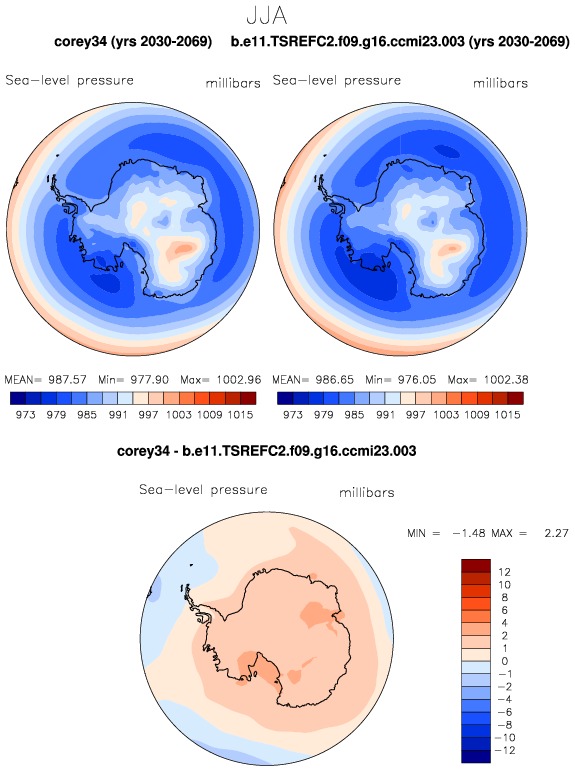 JJA
corey34 (yrs 2030-2069) b.e11.TSREFC2.f09.g16.ccmi23.003 (yrs 2030-2069)
Sea-level pressure millibars Sea-level pressure millibars
MEAN= 987.57 Min= 977.90 Max= 1002.96 MEAN= 986.65 Min= 976.05 Max= 1002.38
973 979 985 991 997 1003 1009 1015 973 979 985 991 997 1003 1009 1015
corey34 - b.e11.TSREFC2.f09.g16.ccmi23.003
Sea-level pressure millibars
MIN = -1.48 MAX = 2.27
12
10
8
6
4
2
1
0
-1
-2
-4
-6
-8
-10
-12